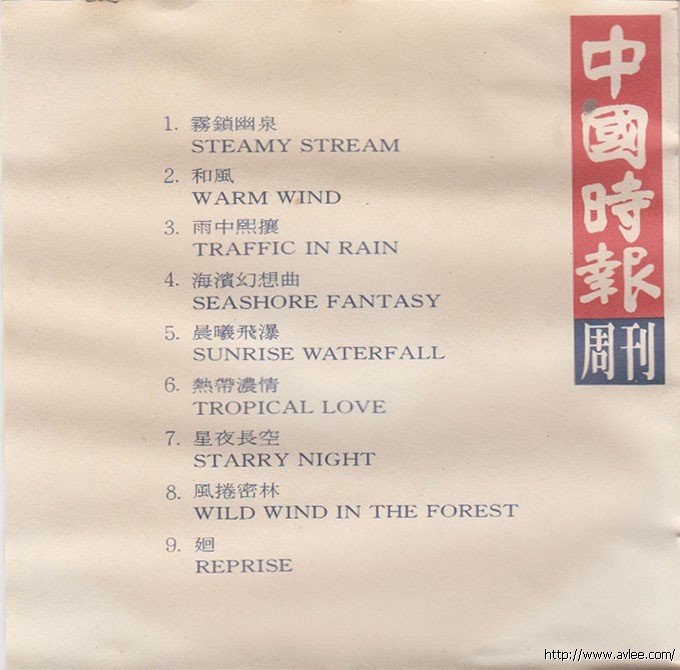 1. 霧鎖幽泉
STEAMY STREAM
2. 和風
WARM WIND
3. 雨中熙攘
TRAFFIC IN RAIN
4. 海濱幻想曲
SEASHORE FANTASY
5. 晨曦飛瀑
SUNRISE WATERFALL
6. 熱帶濃情
TROPICAL LOVE
7. 星夜長空
STARRY NIGHT
8. 風捲密林
WILD WIND IN THE FOREST
9. 廻
REPRISE
中國時報
周刊
http://www.avlee.com/